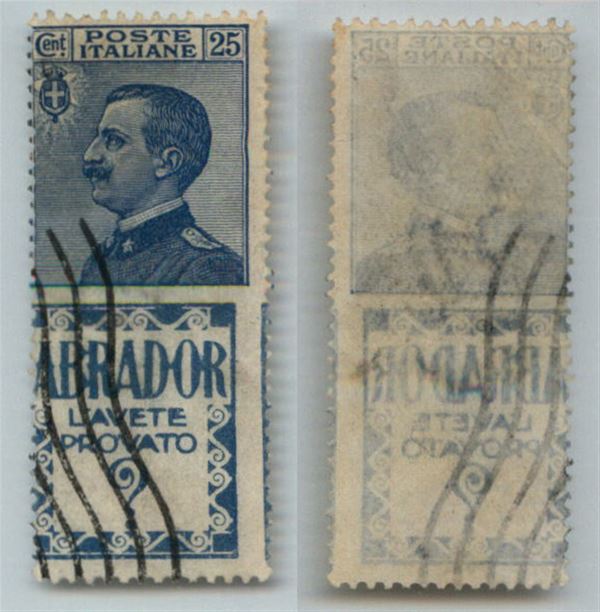 Cent POSTE ITALIANE 25
ABRADOR
L'AVETE
PROVATO